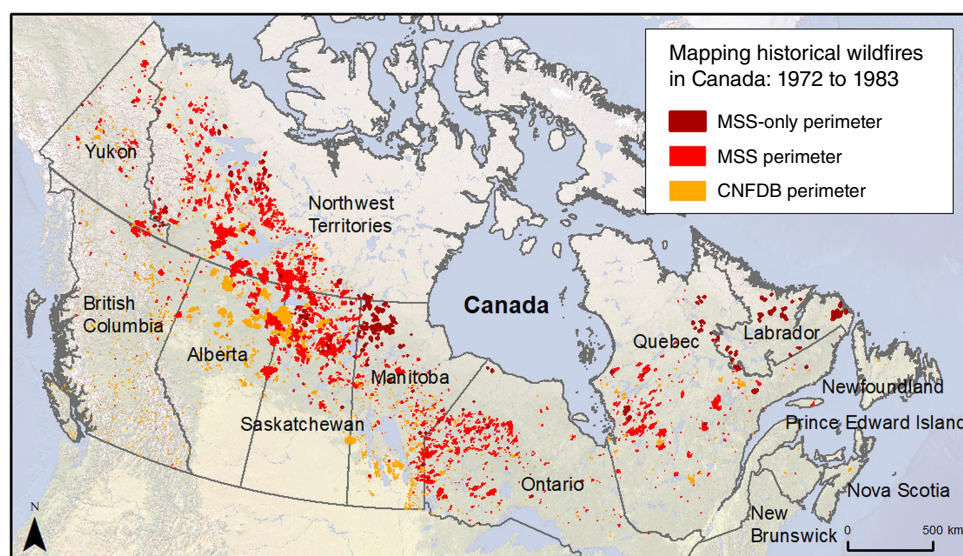 Mapping historical wildfires
in Canada: 1972 to 1983
MSS-only perimeter
MSS perimeter
CNFDB perimeter
Yukon
Northwest
Territories
British
Columbia
Alberta
Saskatchewan
Manitoba
Canada
Ontario
Quebec
Labrador
Newfoundland
Prince Edward Island
Nova Scotia
New
Brunswick
N
0 500 km